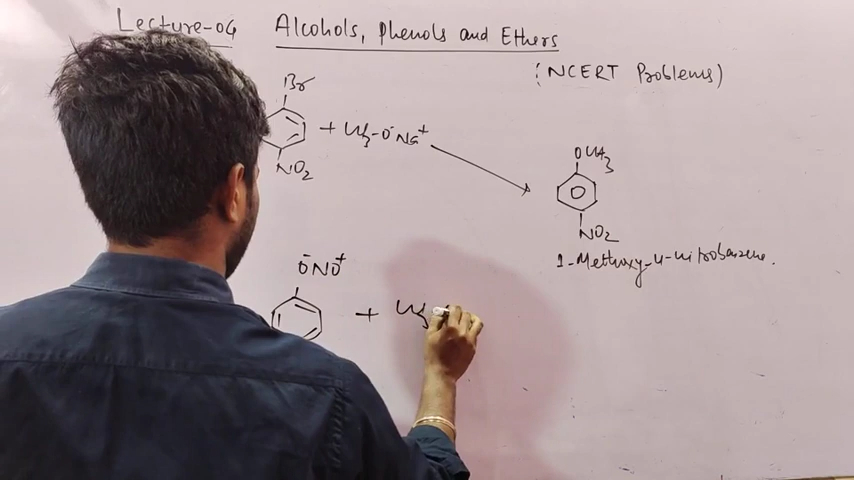 Lecture-04 Alcohols, Phenols and Ethers
(NCERT Problems)
Br
+ CH3-O⁻Na⁺
NO2
OCH3
NO2
1-Methoxy-4-nitrobenzene.
O⁻Na⁺
+ CH3